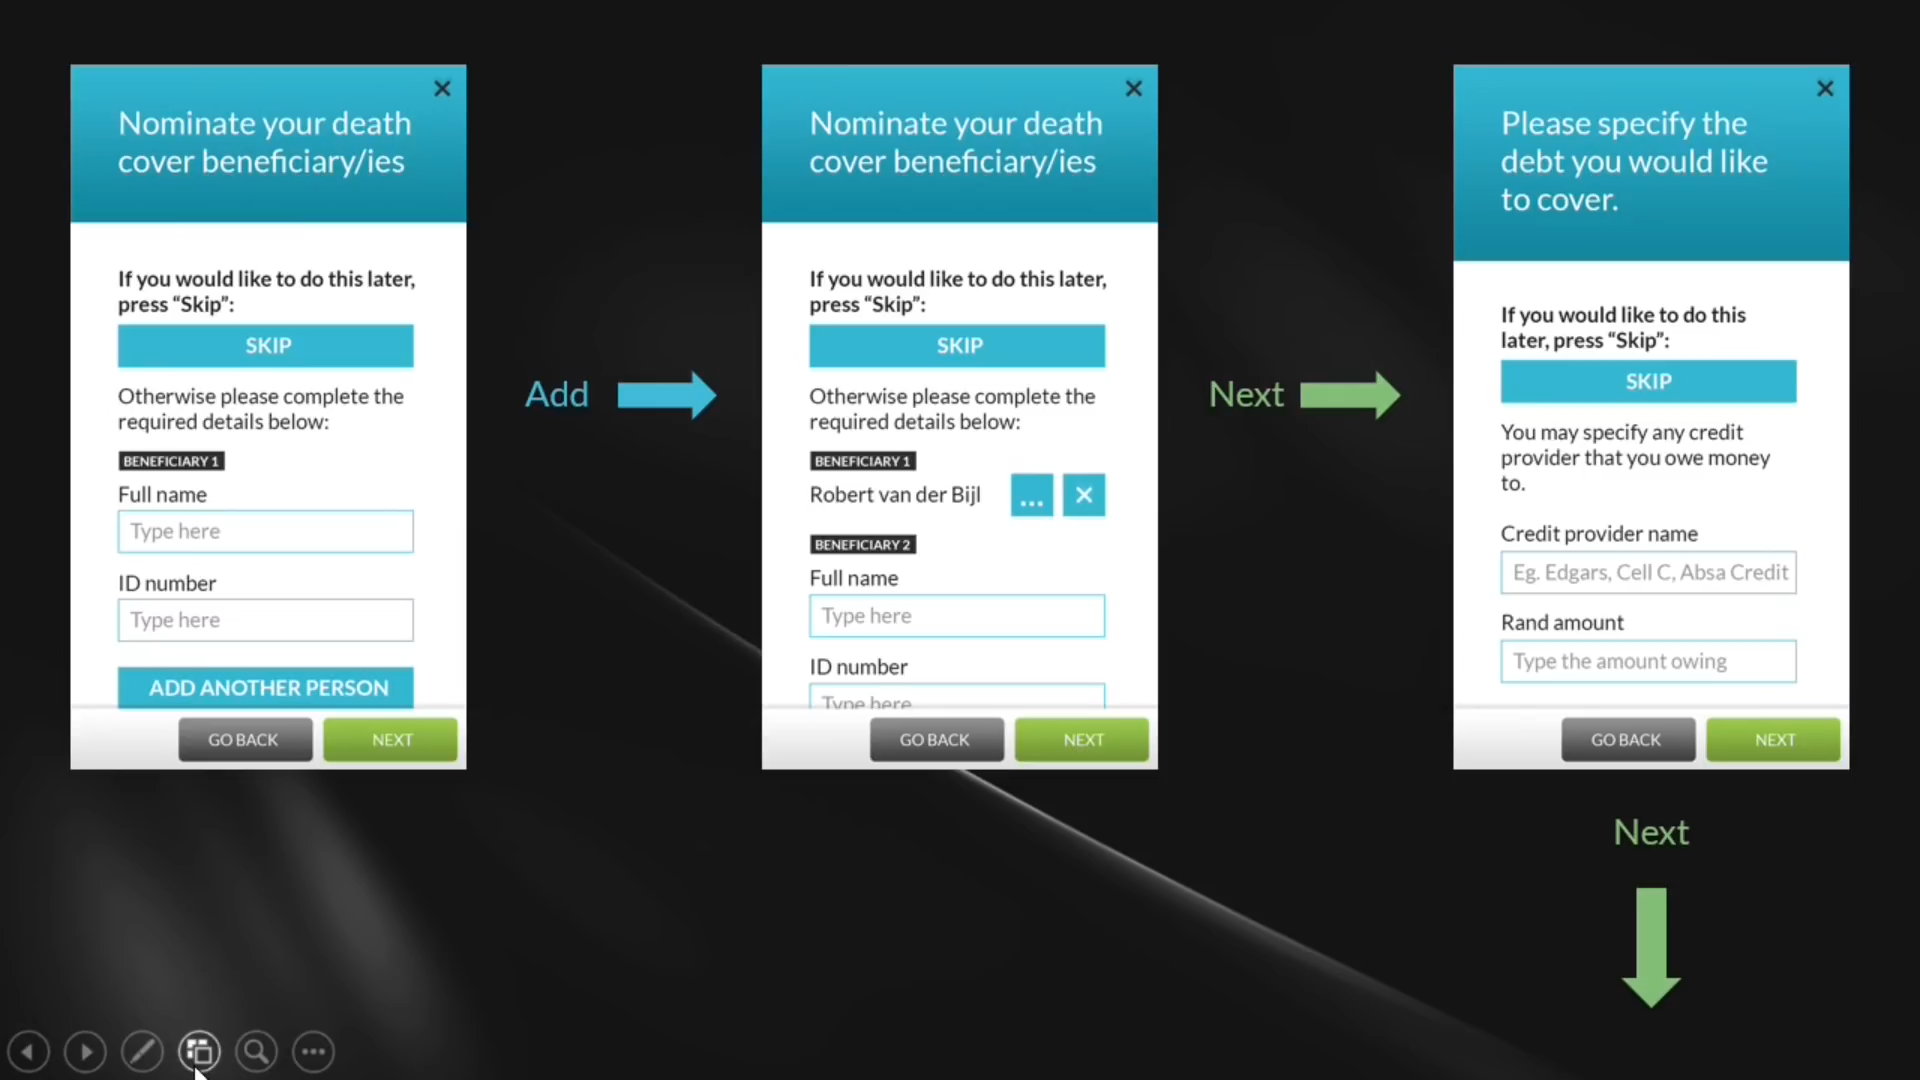 Nominate your death
cover beneficiary/ies
If you would like to do this later,
press “Skip”:
SKIP
Otherwise please complete the
required details below:
BENEFICIARY 1
Full name
Type here
ID number
Type here
ADD ANOTHER PERSON
GO BACK
NEXT
Add
Nominate your death
cover beneficiary/ies
If you would like to do this later,
press “Skip”:
SKIP
Otherwise please complete the
required details below:
BENEFICIARY 1
Robert van der Bijl
...
BENEFICIARY 2
Full name
Type here
ID number
Type here
GO BACK
NEXT
Next
Please specify the
debt you would like
to cover.
If you would like to do this
later, press “Skip”:
SKIP
You may specify any credit
provider that you owe money
to.
Credit provider name
Eg. Edgars, Cell C, Absa Credit
Rand amount
Type the amount owing
GO BACK
NEXT
Next